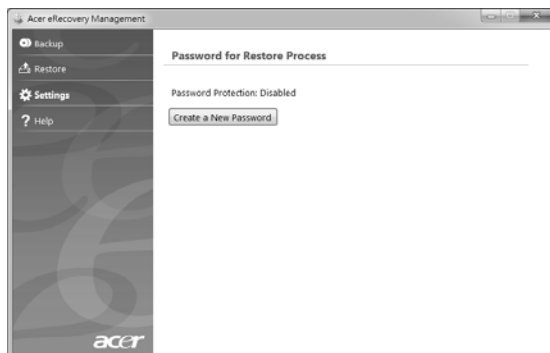 Acer eRecovery Management
Backup
Restore
Settings
Help
Password for Restore Process
Password Protection: Disabled
Create a New Password
acer